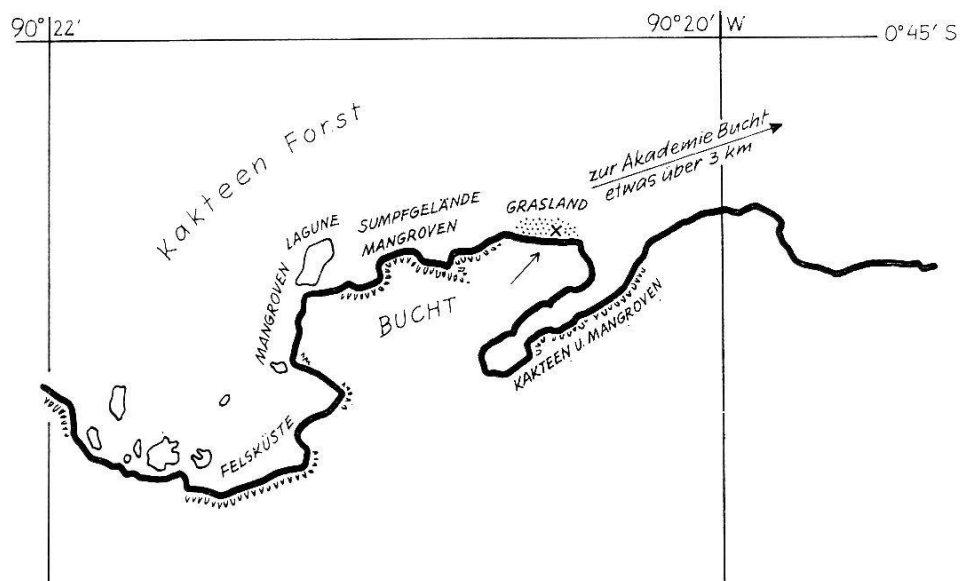 90° 22'
90° 20' W
0° 45' S
Kakteen Forst
zur Akademie Bucht
etwas über 3 km
GRASLAND
x
SUMPFGELÄNDE
MANGROVEN
LAGUNE
MANGROVEN
BUCHT
KAKTEEN U. MANGROVEN
FELSKÜSTE